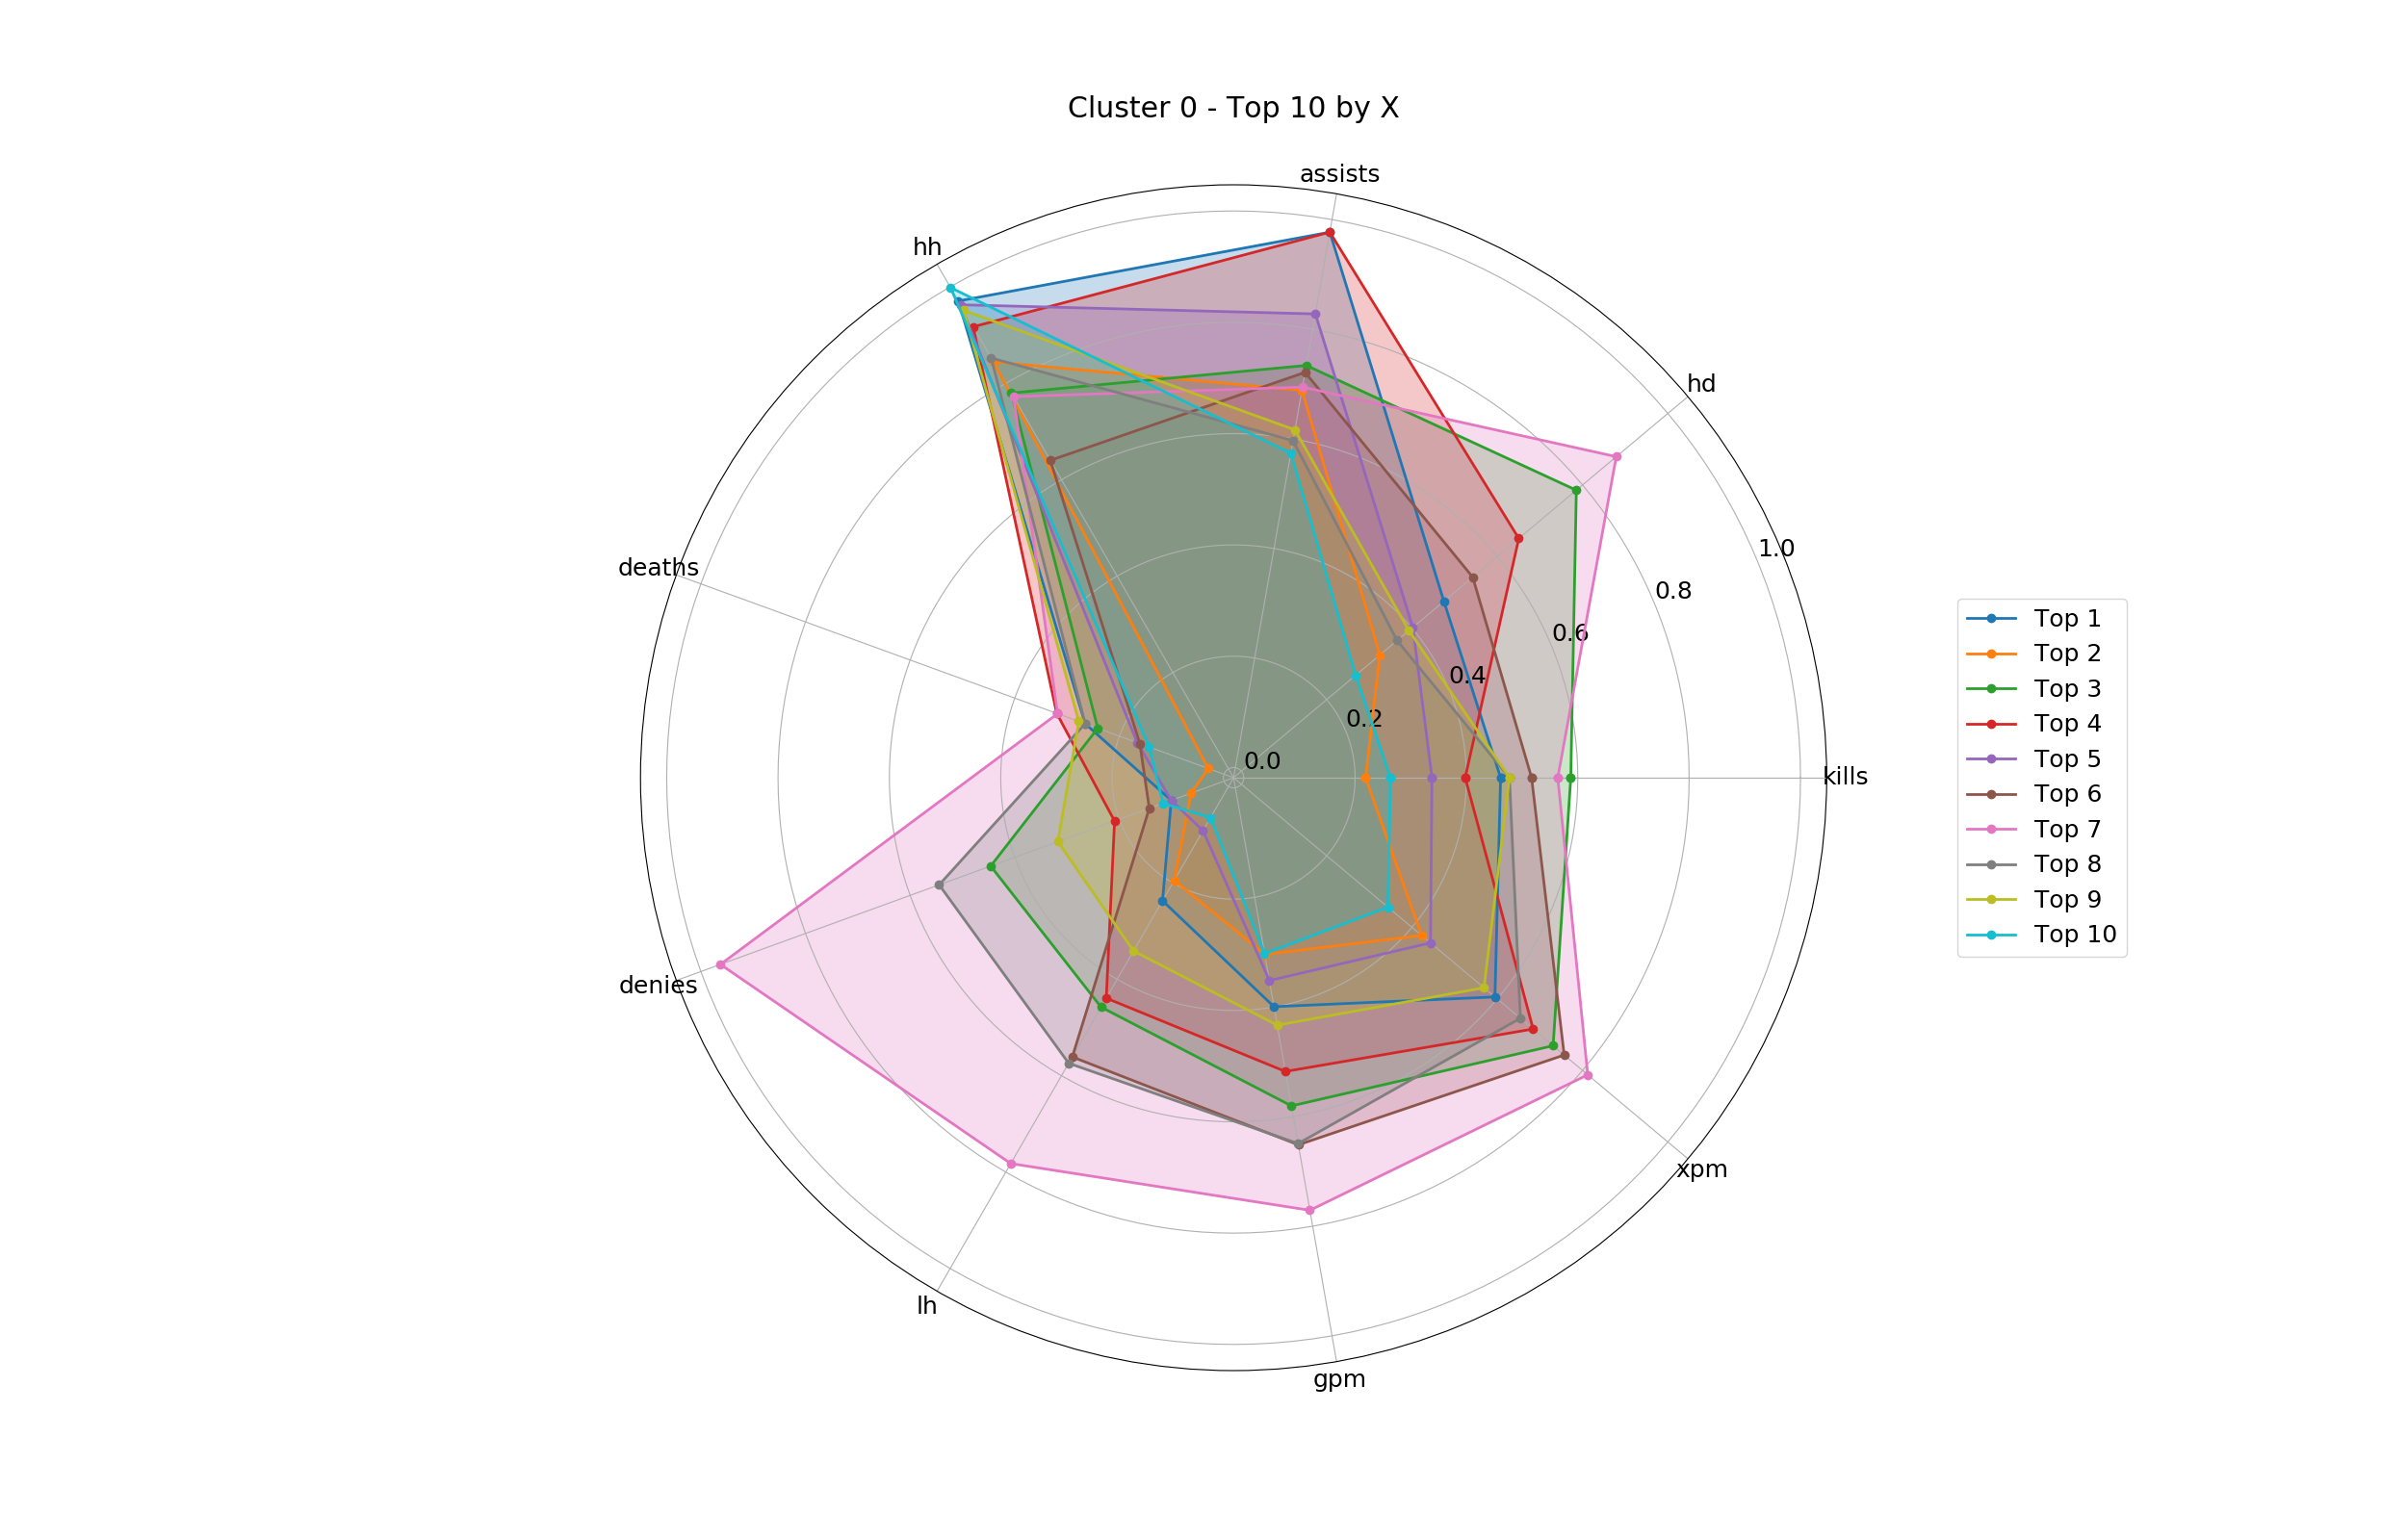 Cluster 0 - Top 10 by X
assists
hh
hd
deaths
kills
denies
xpm
lh
gpm
1.0
0.8
0.6
0.4
0.2
0.0
Top 1
Top 2
Top 3
Top 4
Top 5
Top 6
Top 7
Top 8
Top 9
Top 10